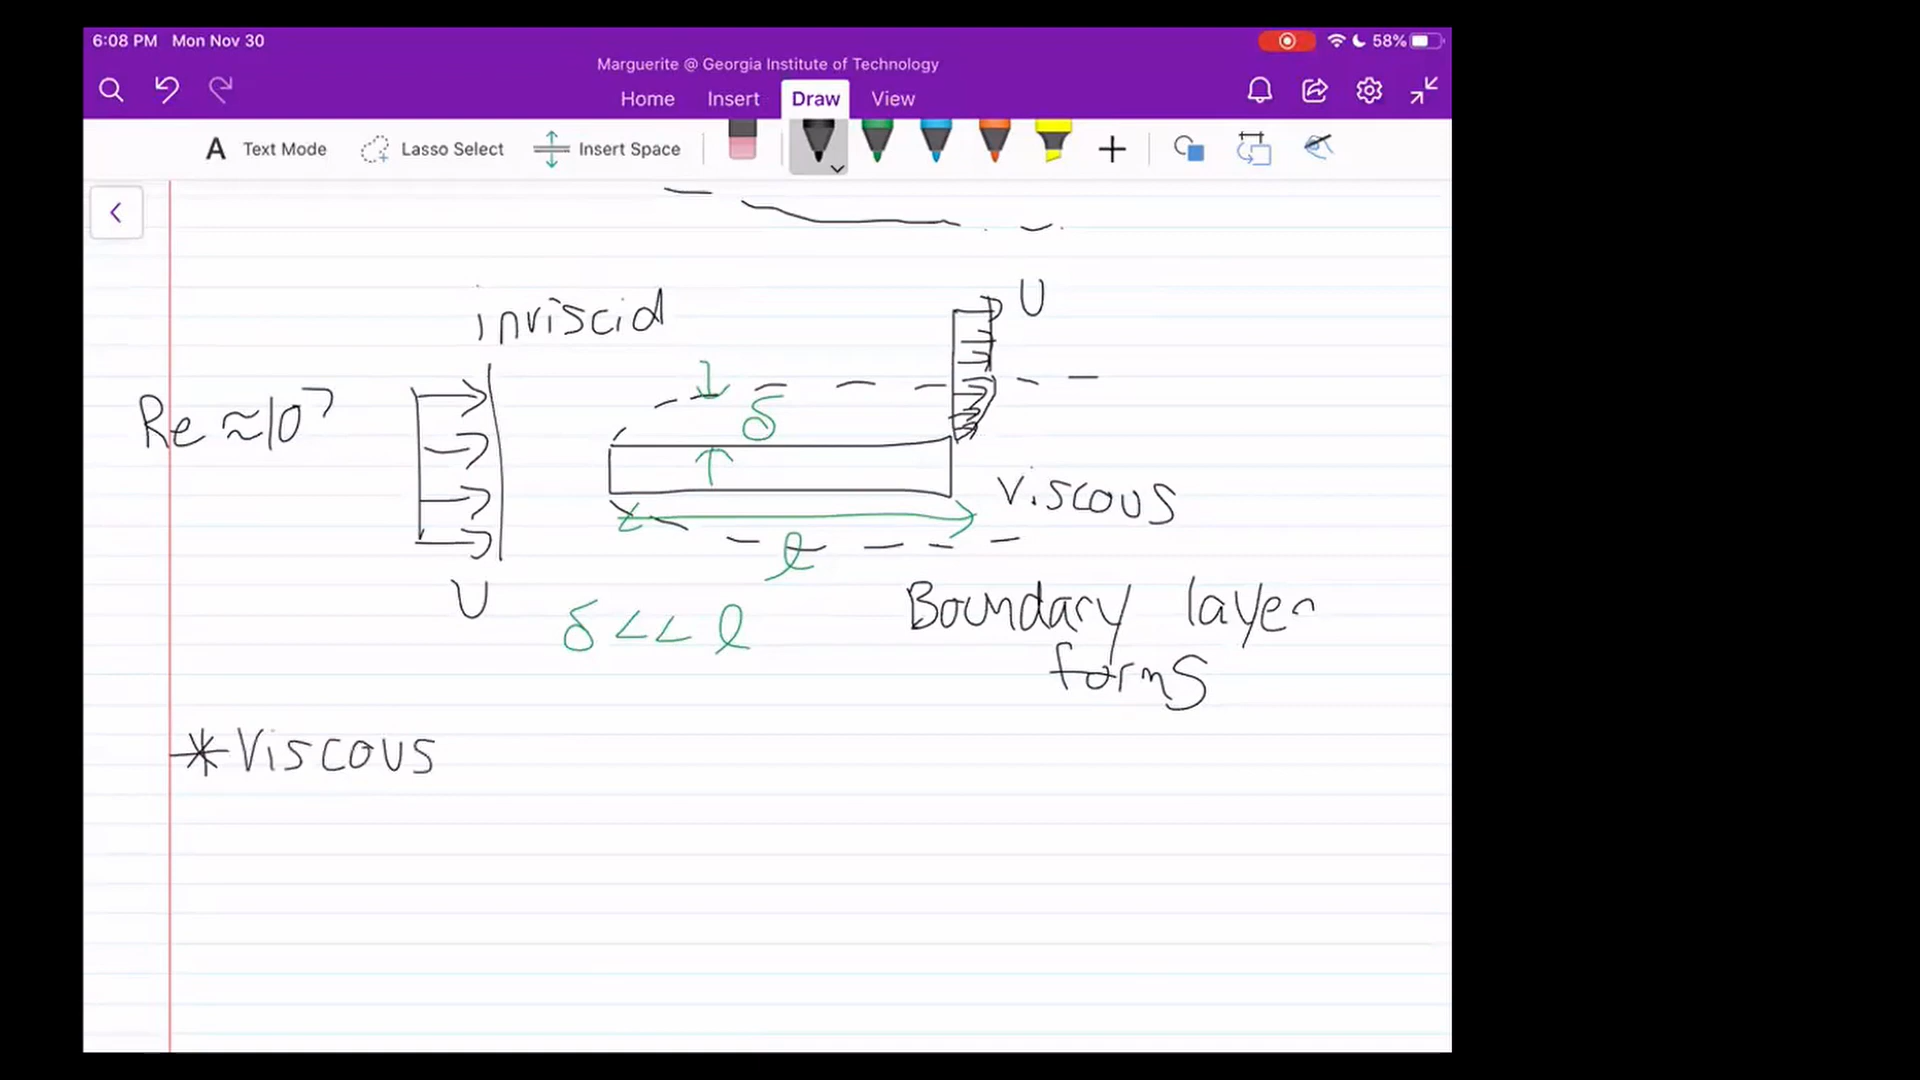 6:08 PM Mon Nov 30
58%
Marguerite @ Georgia Institute of Technology
Home Insert Draw View
A Text Mode Lasso Select Insert Space
inviscid
U
Re ≈10⁷
δ
viscous
l
U
δ << l
Boundary layer
forms
*Viscous